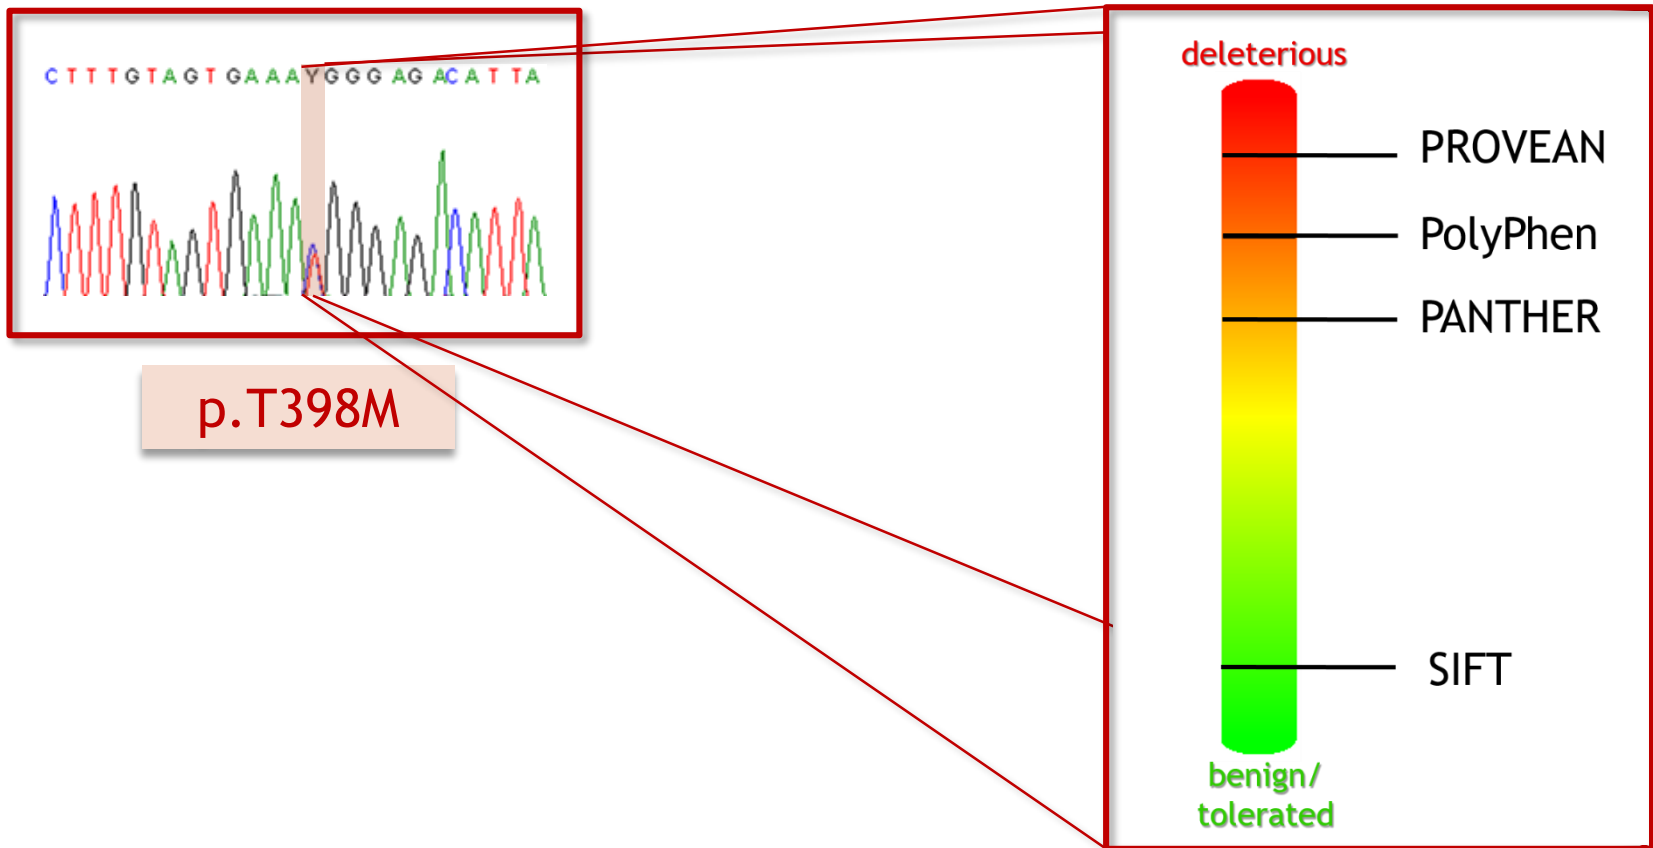 C T T T G T A G T G A A A Y G G G A G A C A T T A
p.T398M
deleterious
PROVEAN
PolyPhen
PANTHER
SIFT
benign/
tolerated